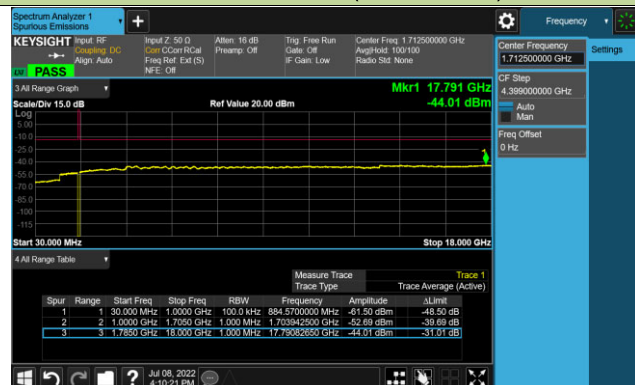 Spectrum Analyzer 1
Spurious Emissions
Frequency
KEYSIGHT
Input: RF
Coupling: DC
Align: Auto
Input Z: 50 Ω
Corr CCorr RCal
Freq Ref: Ext (S)
NFE: Off
Atten: 16 dB
Preamp: Off
Trig: Free Run
Gate: Off
IF Gain: Low
Center Freq: 1.712500000 GHz
Avg|Hold: 100/100
Radio Std: None
PASS
3 All Range Graph
Scale/Div 15.0 dB
Ref Value 20.00 dBm
Mkr1 17.791 GHz
-44.01 dBm
Log
5.00
-10.0
-25.0
-40.0
-55.0
-70.0
-85.0
-100
-115
1
Start 30.000 MHz
Stop 18.000 GHz
4 All Range Table
Measure Trace Trace 1
Trace Type Trace Average (Active)
Spur Range Start Freq Stop Freq RBW Frequency Amplitude ΔLimit
1 1 30.000 MHz 1.0000 GHz 100.0 kHz 884.5700000 MHz -61.50 dBm -48.50 dB
2 2 1.0000 GHz 1.7050 GHz 1.000 MHz 1.703942500 GHz -52.69 dBm -39.69 dB
3 3 1.7850 GHz 18.000 GHz 1.000 MHz 17.79082650 GHz -44.01 dBm -31.01 dB
Center Frequency
1.712500000 GHz
Settings
CF Step
4.399000000 GHz
Auto
Man
Freq Offset
0 Hz
?
Jul 08, 2022
4:10:21 PM